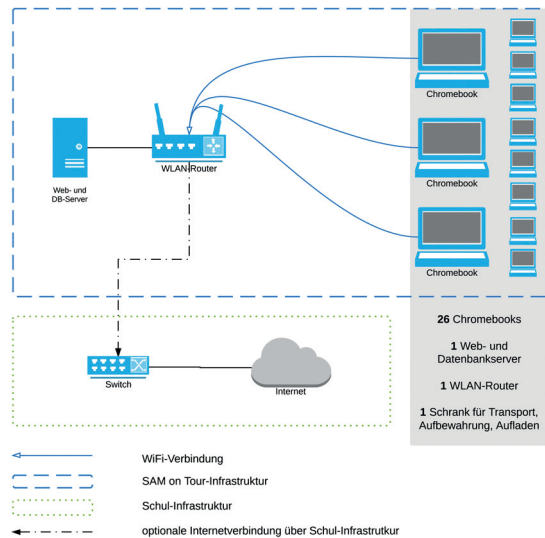 Chromebook
WLAN-Router
Web- und
DB-Server
Chromebook
Chromebook
Switch
Internet
26 Chromebooks
1 Web- und
Datenbankserver
1 WLAN-Router
1 Schrank für Transport,
Aufbewahrung, Aufladen
WiFi-Verbindung
SAM on Tour-Infrastruktur
Schul-Infrastruktur
optionale Internetverbindung über Schul-Infrastrutkur